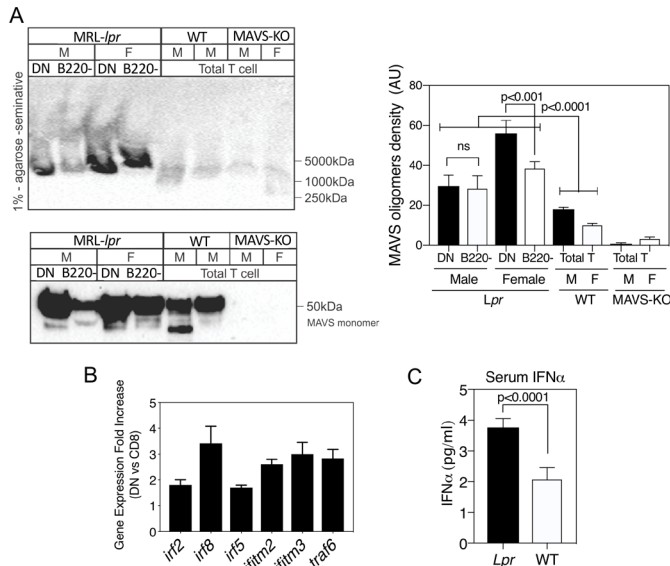 A
MRL-lpr WT MAVS-KO
M F M M M F
DN B220- DN B220- Total T cell
1% - agarose -seminative
5000kDa
1000kDa
250kDa
MRL-lpr WT MAVS-KO
M F M M M F
DN B220- DN B220- Total T cell
50kDa
MAVS monomer
MAVS oligomers density (AU)
80
60
40
20
0
p<0.001
p<0.0001
ns
DN B220- DN B220- Total T Total T
Male Female M F M F
Lpr WT MAVS-KO
B
Gene Expression Fold Increase
(DN vs CD8)
5
4
3
2
1
0
irf2 irf8 irf5 ifitm2 ifitm3 traf6
C
Serum IFNα
p<0.0001
IFNα (pg/ml)
5
4
3
2
1
0
Lpr WT